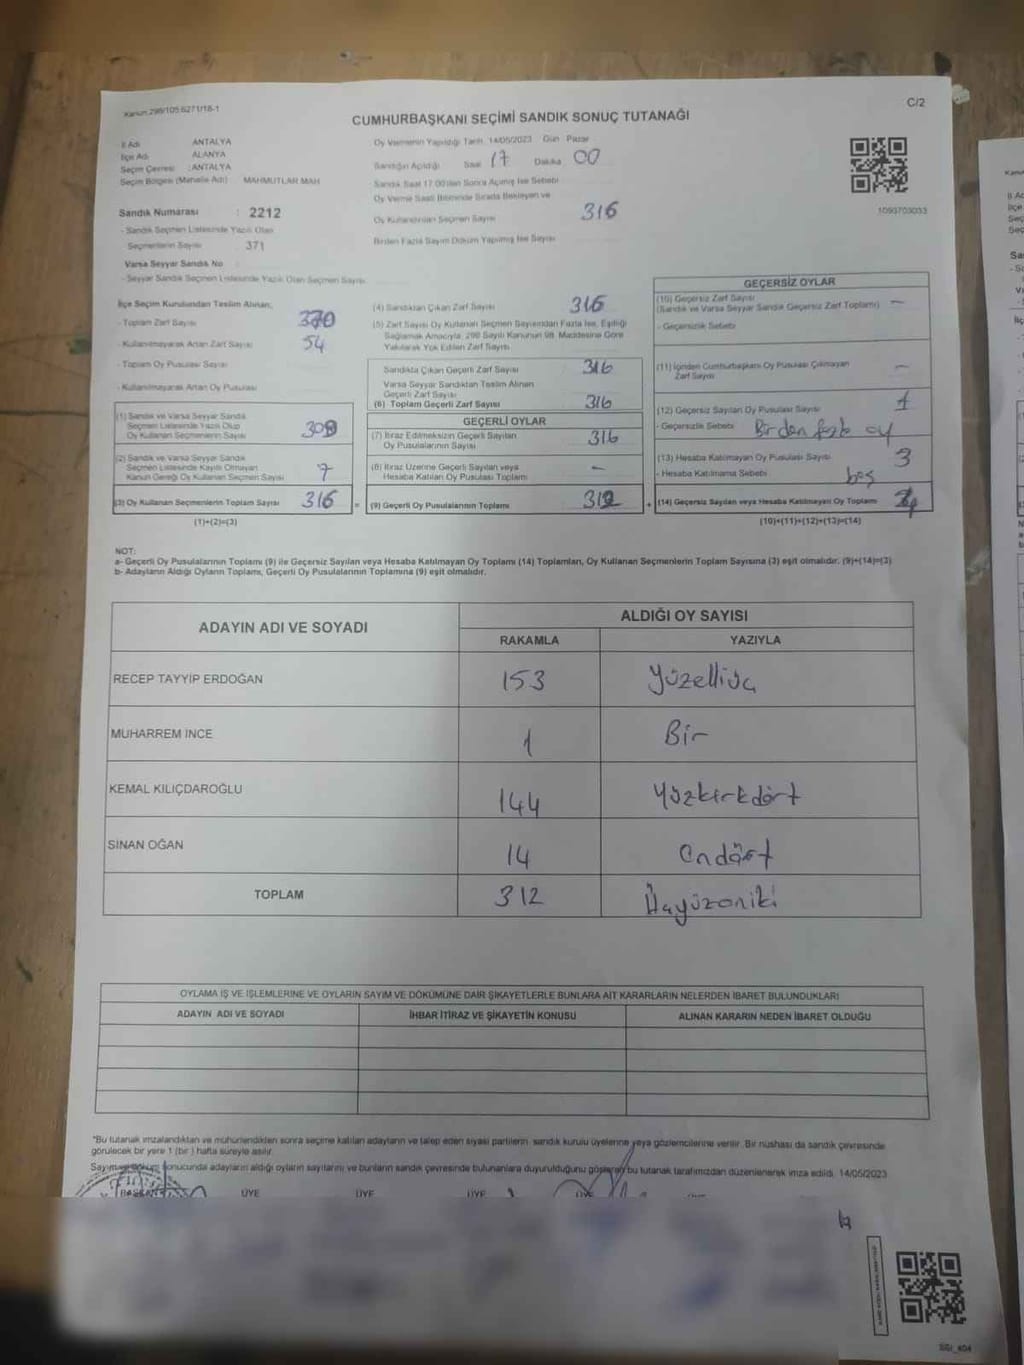 Kanun:298/105.6271/18-1
C/2
CUMHURBAŞKANI SEÇİMİ SANDIK SONUÇ TUTANAĞI
İl Adı ANTALYA
İlçe Adı ALANYA
Seçim Çevresi : ANTALYA
Seçim Bölgesi (Mahalle Adı) MAHMUTLAR MAH
Sandık Numarası : 2212
- Sandık Seçmen Listesinde Yazılı Olan
Seçmenlerin Sayısı 371
Varsa Seyyar Sandık No
- Seyyar Sandık Seçmen Listesinde Yazılı Olan Seçmen Sayısı
Oy Vermenin Yapıldığı Tarih 14/05/2023 Gün Pazar
Sandığın Açıldığı Saat 17 Dakika 00
Sandık Saat 17.00'den Sonra Açılmış İse Sebebi
Oy Verme Saati Bitiminde Sırada Bekleyen ve
Oy Kullandırılan Seçmen Sayısı 316
Birden Fazla Sayım Döküm Yapılmış İse Sayısı
1093703033
İlçe Seçim Kurulundan Teslim Alınan;
- Toplam Zarf Sayısı 370
- Kullanılmayarak Artan Zarf Sayısı 54
- Toplam Oy Pusulası Sayısı
- Kullanılmayarak Artan Oy Pusulası
(1) Sandık ve Varsa Seyyar Sandık
Seçmen Listesinde Yazılı Olup
Oy Kullanan Seçmenlerin Sayısı 309
(2) Sandık ve Varsa Seyyar Sandık
Seçmen Listesinde Kayıtlı Olmayan
Kanun Gereği Oy Kullanan Seçmen Sayısı 7
(3) Oy Kullanan Seçmenlerin Toplam Sayısı 316
(1)+(2)=(3)
(4) Sandıktan Çıkan Zarf Sayısı 316
(5) Zarf Sayısı Oy Kullanan Seçmen Sayısından Fazla İse, Eşitliği
Sağlamak Amacıyla, 298 Sayılı Kanunun 98. Maddesine Göre
Yakılarak Yok Edilen Zarf Sayısı
Sandıkta Çıkan Geçerli Zarf Sayısı 316
Varsa Seyyar Sandıktan Teslim Alınan
Geçerli Zarf Sayısı
(6) Toplam Geçerli Zarf Sayısı 316
GEÇERLİ OYLAR
(7) İtiraz Edilmeksizin Geçerli Sayılan
Oy Pusulalarının Sayısı 316
(8) İtiraz Üzerine Geçerli Sayılan veya
Hesaba Katılan Oy Pusulası Toplamı –
= (9) Geçerli Oy Pusulalarının Toplamı 312 +
GEÇERSİZ OYLAR
(10) Geçersiz Zarf Sayısı
(Sandık ve Varsa Seyyar Sandık Geçersiz Zarf Toplamı) –
- Geçersizlik Sebebi
(11) İçinden Cumhurbaşkanı Oy Pusulası Çıkmayan
Zarf Sayısı –
(12) Geçersiz Sayılan Oy Pusulası Sayısı 1
- Geçersizlik Sebebi Birden fazla oy
(13) Hesaba Katılmayan Oy Pusulası Sayısı 3
- Hesaba Katılmama Sebebi boş
(14) Geçersiz Sayılan veya Hesaba Katılmayan Oy Toplamı
(10)+(11)+(12)+(13)=(14)
NOT:
a- Geçerli Oy Pusulalarının Toplamı (9) ile Geçersiz Sayılan veya Hesaba Katılmayan Oy Toplamı (14) Toplamları, Oy Kullanan Seçmenlerin Toplam Sayısına (3) eşit olmalıdır. (9)+(14)=(3)
b- Adayların Aldığı Oyların Toplamı, Geçerli Oy Pusulalarının Toplamına (9) eşit olmalıdır.
ADAYIN ADI VE SOYADI
ALDIĞI OY SAYISI
RAKAMLA YAZIYLA
RECEP TAYYİP ERDOĞAN 153 Yüzelliüç
MUHARREM İNCE 1 Bir
KEMAL KILIÇDAROĞLU 144 Yüzkırkdört
SİNAN OĞAN 14 Ondört
TOPLAM 312 Üçyüzoniki
OYLAMA İŞ VE İŞLEMLERİNE VE OYLARIN SAYIM VE DÖKÜMÜNE DAİR ŞİKAYETLERLE BUNLARA AİT KARARLARIN NELERDEN İBARET BULUNDUKLARI
ADAYIN ADI VE SOYADI İHBAR İTİRAZ VE ŞİKAYETİN KONUSU ALINAN KARARIN NEDEN İBARET OLDUĞU
*Bu tutanak imzalandıktan ve mühürlendikten sonra seçime katılan adayların ve talep eden siyasi partilerin sandık kurulu üyelerine veya gözlemcilerine verilir. Bir nüshası da sandık çevresinde
görülecek bir yere 1 (bir) hafta süreyle asılır.
Sayım ve döküm sonucunda adayların aldığı oyların sayılarını ve bunların sandık çevresinde bulunanlara duyurulduğunu gösteren bu tutanak tarafımızdan düzenlenerek imza edildi. 14/05/2023
BAŞKAN ÜYE ÜYE ÜYE ÜYE ÜYE